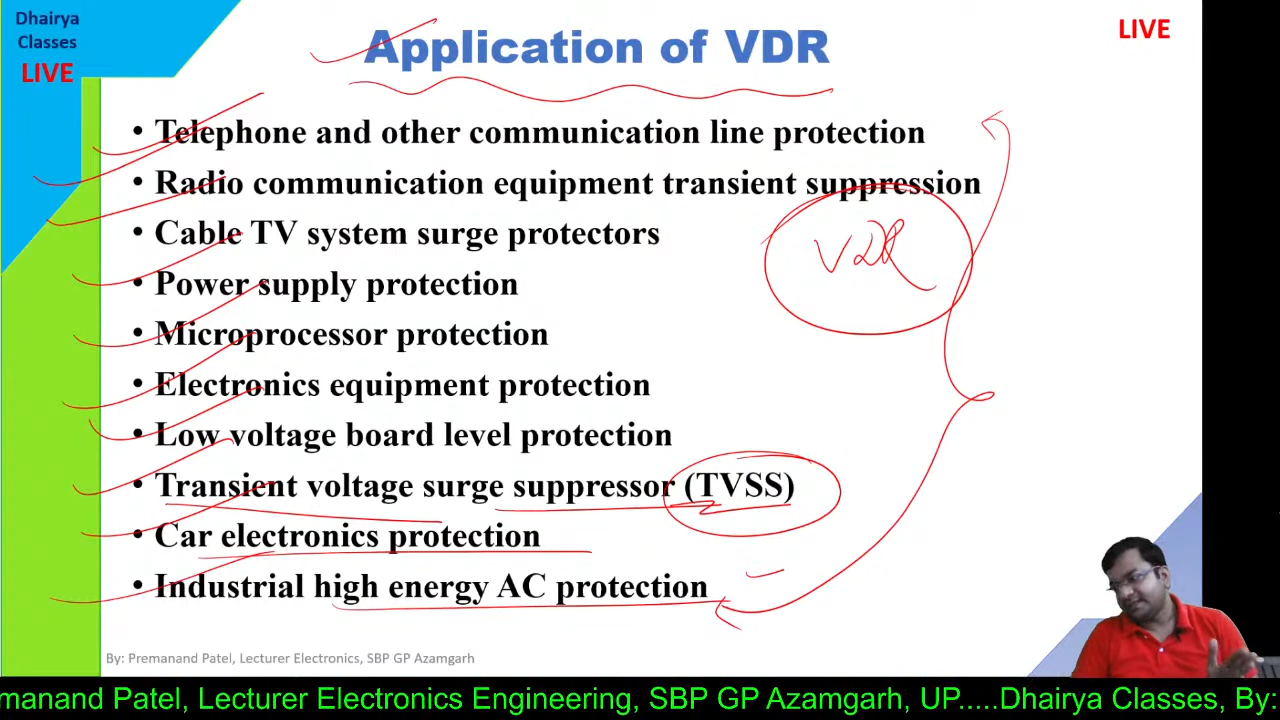 Dhairya
Classes
LIVE
Application of VDR
LIVE
• Telephone and other communication line protection
• Radio communication equipment transient suppression
• Cable TV system surge protectors
VDR
• Power supply protection
• Microprocessor protection
• Electronics equipment protection
• Low voltage board level protection
• Transient voltage surge suppressor (TVSS)
• Car electronics protection
• Industrial high energy AC protection
By: Premanand Patel, Lecturer Electronics, SBP GP Azamgarh
manand Patel, Lecturer Electronics Engineering, SBP GP Azamgarh, UP.....Dhairya Classes, By: